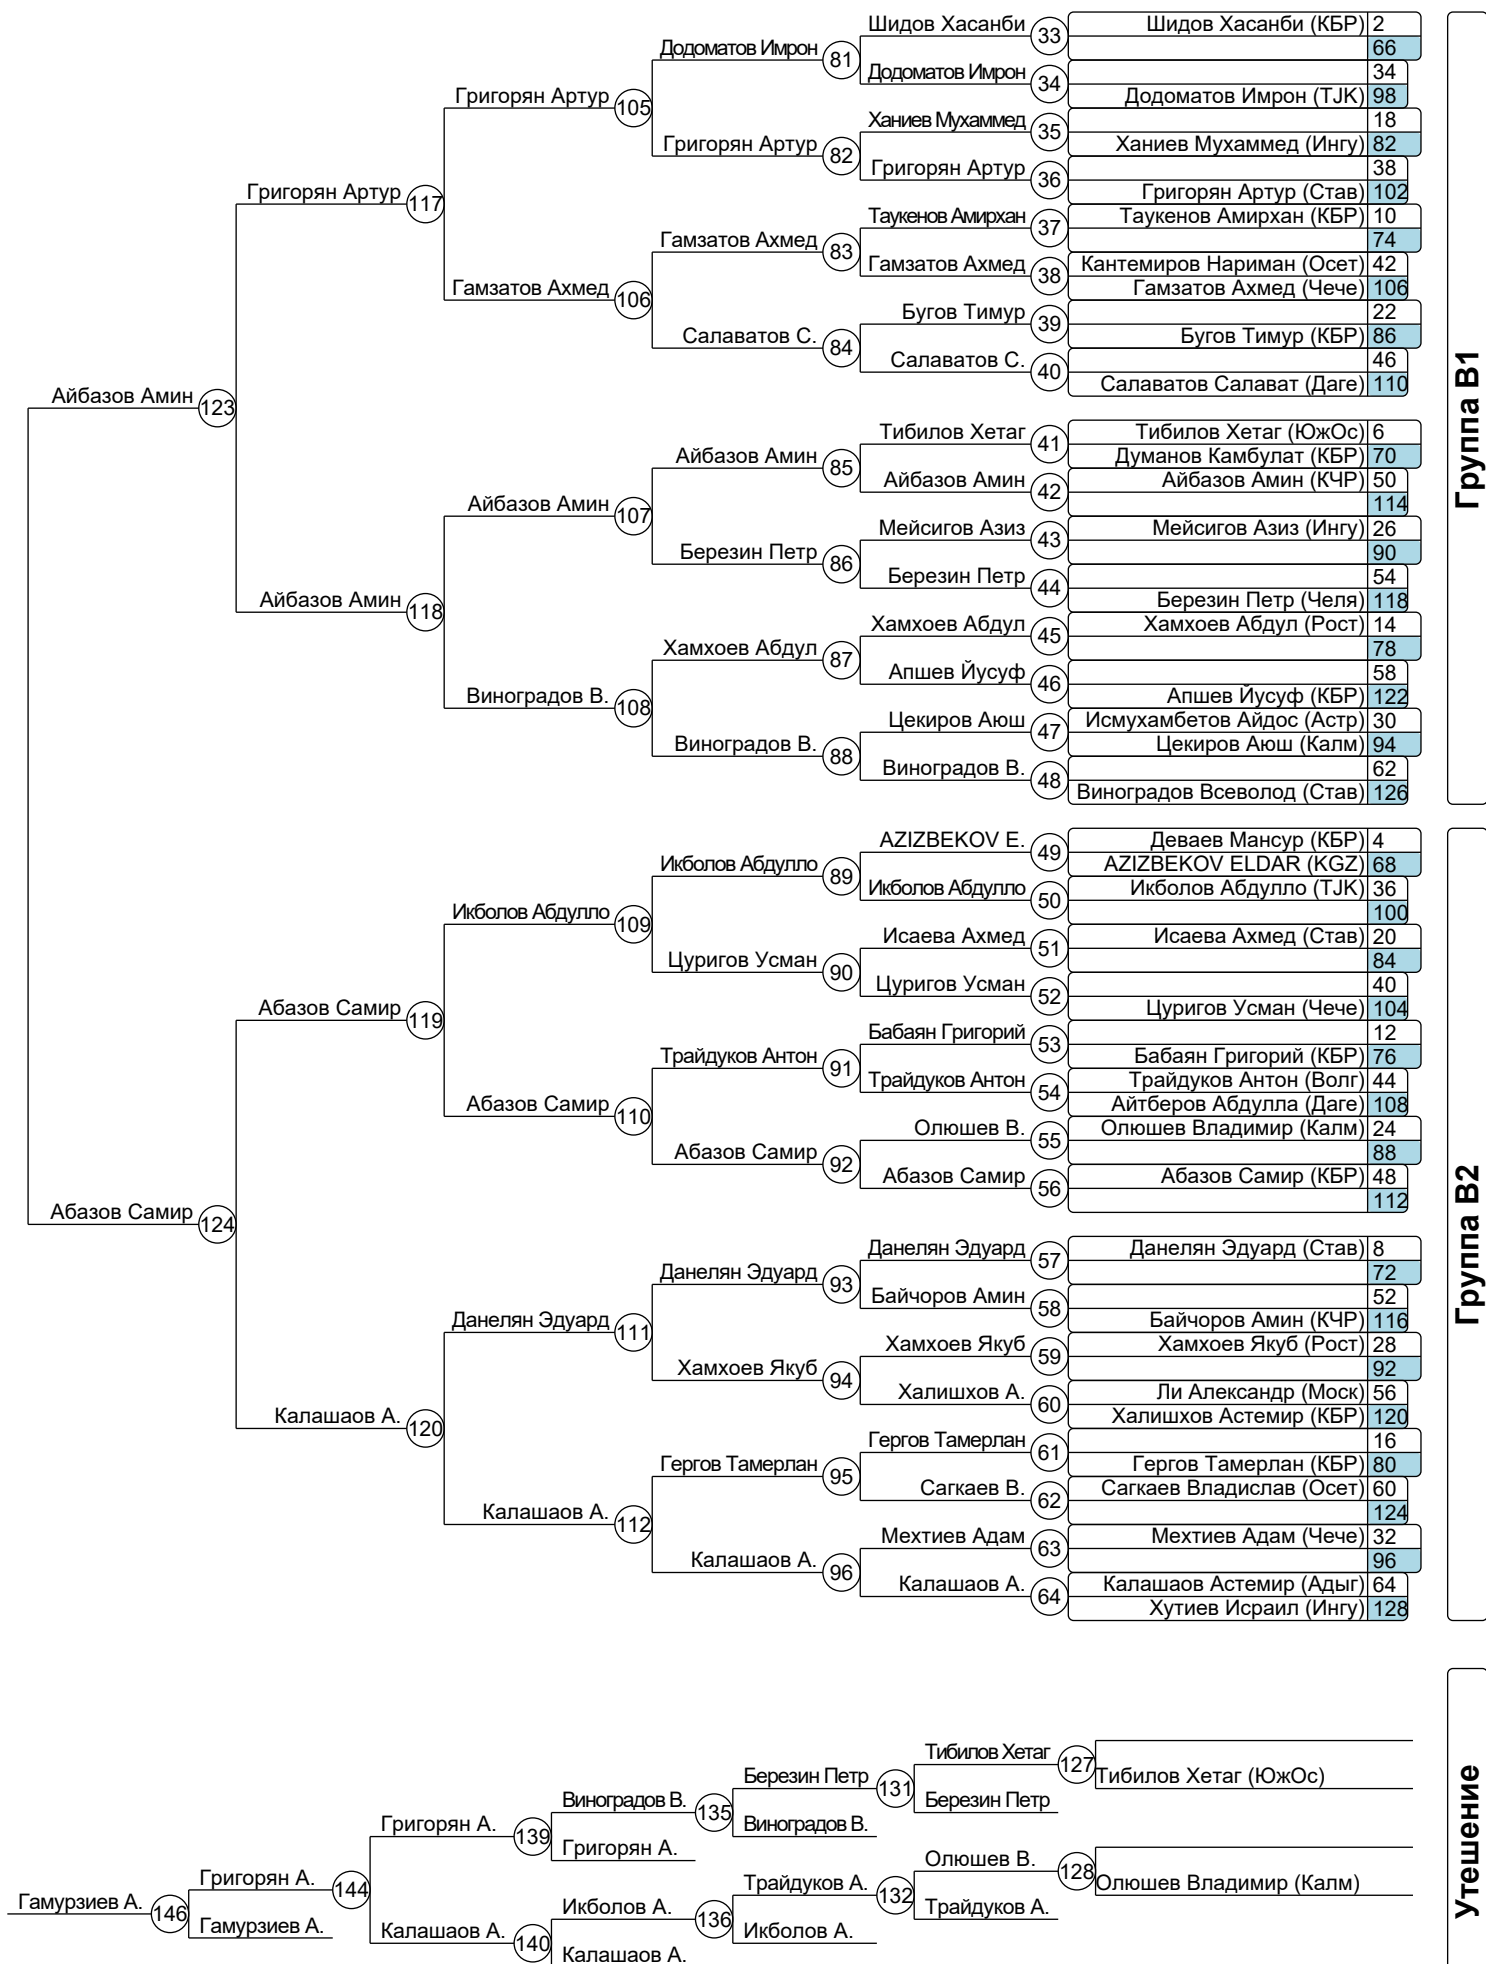 Шидов Хасанби 33 Шидов Хасанби (КБР) 2
66
Додоматов Имрон 81
Додоматов Имрон 34 34
Додоматов Имрон (TJK) 98
Григорян Артур 105
Ханиев Мухаммед 35 18
Ханиев Мухаммед (Ингу) 82
Григорян Артур 82
Григорян Артур 36 38
Григорян Артур (Став) 102
Григорян Артур 117
Таукенов Амирхан 37 Таукенов Амирхан (КБР) 10
74
Гамзатов Ахмед 83
Гамзатов Ахмед 38 Кантемиров Нариман (Осет) 42
Гамзатов Ахмед (Чече) 106
Гамзатов Ахмед 106
Бугов Тимур 39 22
Бугов Тимур (КБР) 86
Салаватов С. 84
Салаватов С. 40 46
Салаватов Салават (Даге) 110
Айбазов Амин 123
Тибилов Хетаг 41 Тибилов Хетаг (ЮжОс) 6
Думанов Камбулат (КБР) 70
Айбазов Амин 85
Айбазов Амин 42 Айбазов Амин (КЧР) 50
114
Айбазов Амин 107
Мейсигов Азиз 43 Мейсигов Азиз (Ингу) 26
90
Березин Петр 86
Березин Петр 44 54
Березин Петр (Челя) 118
Айбазов Амин 118
Хамхоев Абдул 45 Хамхоев Абдул (Рост) 14
78
Хамхоев Абдул 87
Апшев Йусуф 46 58
Апшев Йусуф (КБР) 122
Виноградов В. 108
Цекиров Аюш 47 Исмухамбетов Айдос (Астр) 30
Цекиров Аюш (Калм) 94
Виноградов В. 88
Виноградов В. 48 62
Виноградов Всеволод (Став) 126
Группа B1
AZIZBEKOV E. 49 Деваев Мансур (КБР) 4
AZIZBEKOV ELDAR (KGZ) 68
Икболов Абдулло 89
Икболов Абдулло 50 Икболов Абдулло (TJK) 36
100
Икболов Абдулло 109
Исаева Ахмед 51 Исаева Ахмед (Став) 20
84
Цуригов Усман 90
Цуригов Усман 52 40
Цуригов Усман (Чече) 104
Абазов Самир 119
Бабаян Григорий 53 12
Бабаян Григорий (КБР) 76
Трайдуков Антон 91
Трайдуков Антон 54 Трайдуков Антон (Волг) 44
Айтберов Абдулла (Даге) 108
Абазов Самир 110
Олюшев В. 55 Олюшев Владимир (Калм) 24
88
Абазов Самир 92
Абазов Самир 56 Абазов Самир (КБР) 48
112
Абазов Самир 124
Данелян Эдуард 57 Данелян Эдуард (Став) 8
72
Данелян Эдуард 93
Байчоров Амин 58 52
Байчоров Амин (КЧР) 116
Данелян Эдуард 111
Хамхоев Якуб 59 Хамхоев Якуб (Рост) 28
92
Хамхоев Якуб 94
Халишхов А. 60 Ли Александр (Моск) 56
Халишхов Астемир (КБР) 120
Калашаов А. 120
Гергов Тамерлан 61 16
Гергов Тамерлан (КБР) 80
Гергов Тамерлан 95
Сагкаев В. 62 Сагкаев Владислав (Осет) 60
124
Калашаов А. 112
Мехтиев Адам 63 Мехтиев Адам (Чече) 32
96
Калашаов А. 96
Калашаов А. 64 Калашаов Астемир (Адыг) 64
Хутиев Исраил (Ингу) 128
Группа B2
Тибилов Хетаг 127
Тибилов Хетаг (ЮжОс)
Березин Петр 131
Березин Петр
Виноградов В. 135
Виноградов В.
Григорян А. 139
Григорян А.
Олюшев В. 128
Олюшев Владимир (Калм)
Григорян А. 144
Трайдуков А. 132
Трайдуков А.
Гамурзиев А. 146
Икболов А. 136
Икболов А.
Гамурзиев А.
Калашаов А. 140
Калашаов А.
Утешение